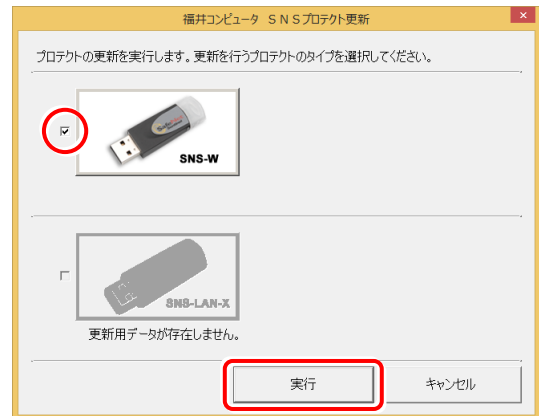 福井コンピュータ ＳＮＳプロテクト更新
プロテクトの更新を実行します。更新を行うプロテクトのタイプを選択してください。
SNS-W
SNS-LAN-X
更新用データが存在しません。
実行
キャンセル